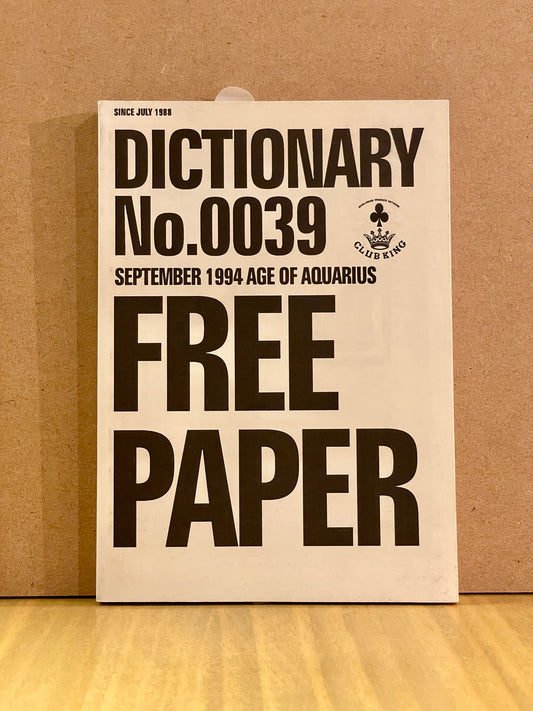 SINCE JULY 1988
DICTIONARY
No.0039
CLUB KING
SEPTEMBER 1994 AGE OF AQUARIUS
FREE
PAPER